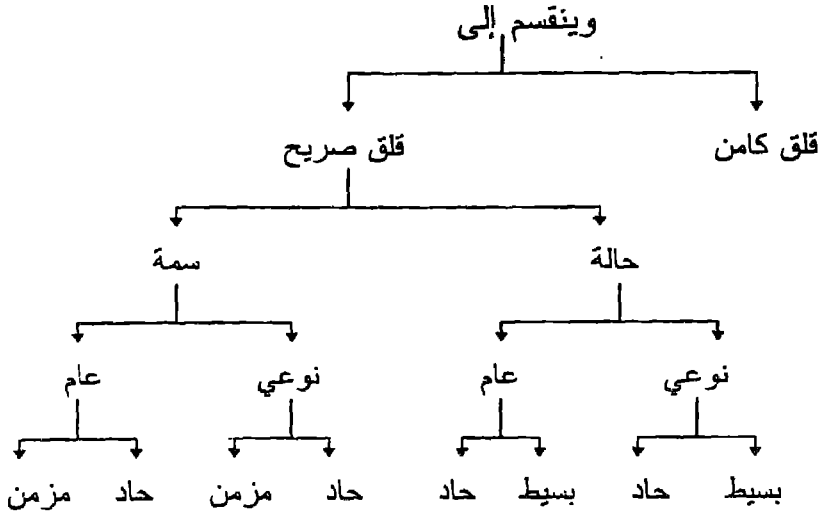 وينقسم إلى
قلق كامن قلق صريح
حالة سمة
نوعي عام نوعي عام
بسيط حاد بسيط حاد حاد مزمن حاد مزمن